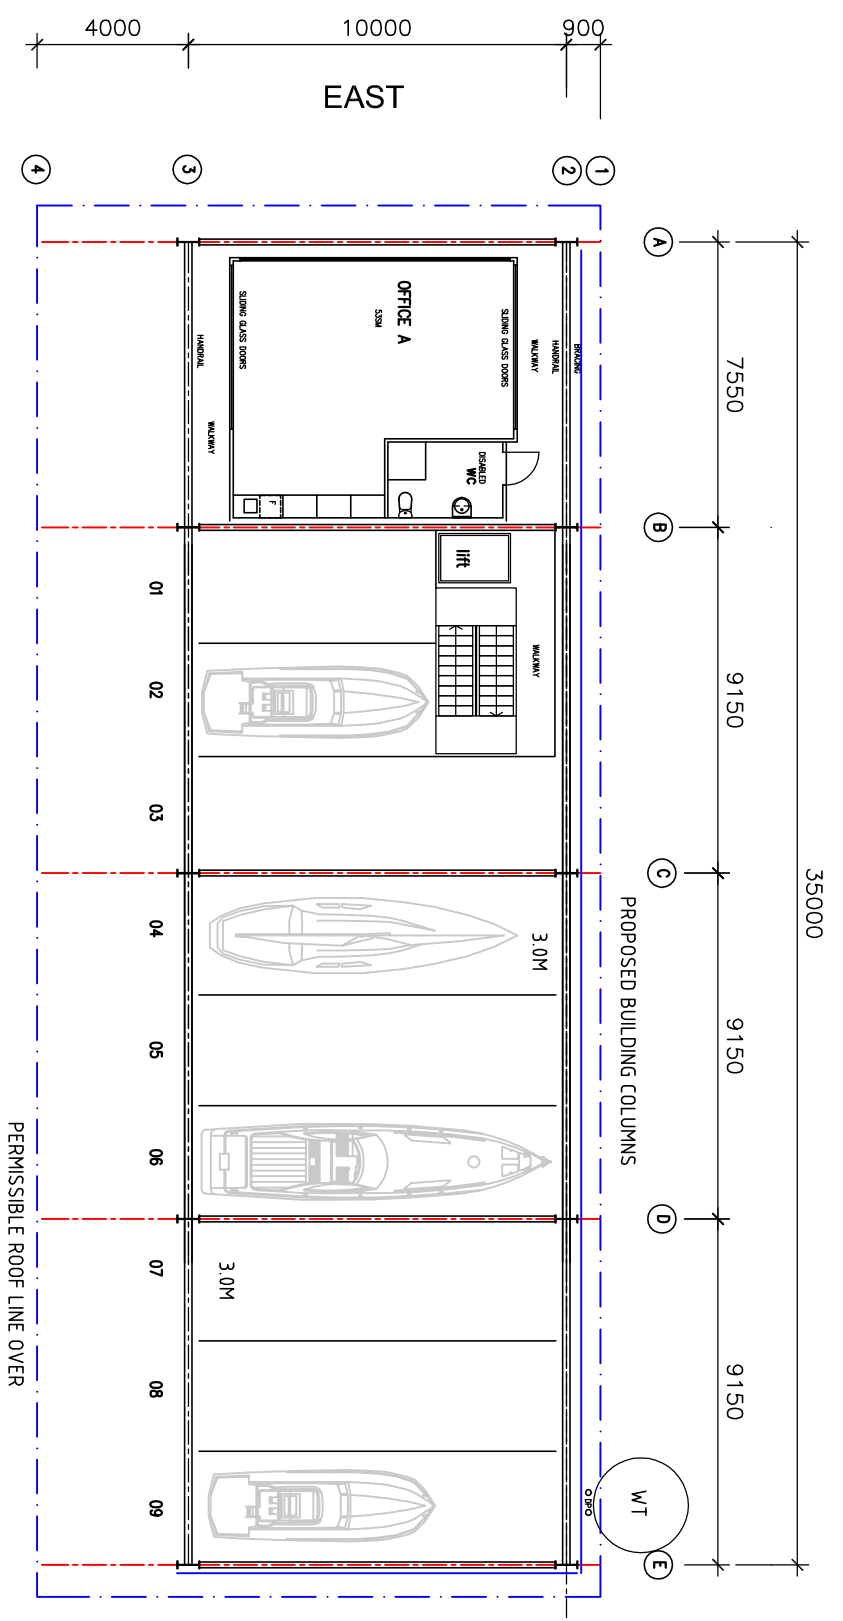 4000
10000
900
EAST
4
3
2
1
A
7550
B
9150
C
9150
D
9150
E
35000
OFFICE A
53SM
SLIDING GLASS DOORS
SLIDING GLASS DOORS
HANDRAIL
WALKWAY
WALKWAY
HANDRAIL
BRACING
DISABLED
WC
F
lift
WALKWAY
01
02
03
04
05
06
07
08
09
3.0M
3.0M
PROPOSED BUILDING COLUMNS
PERMISSIBLE ROOF LINE OVER
WT
DP